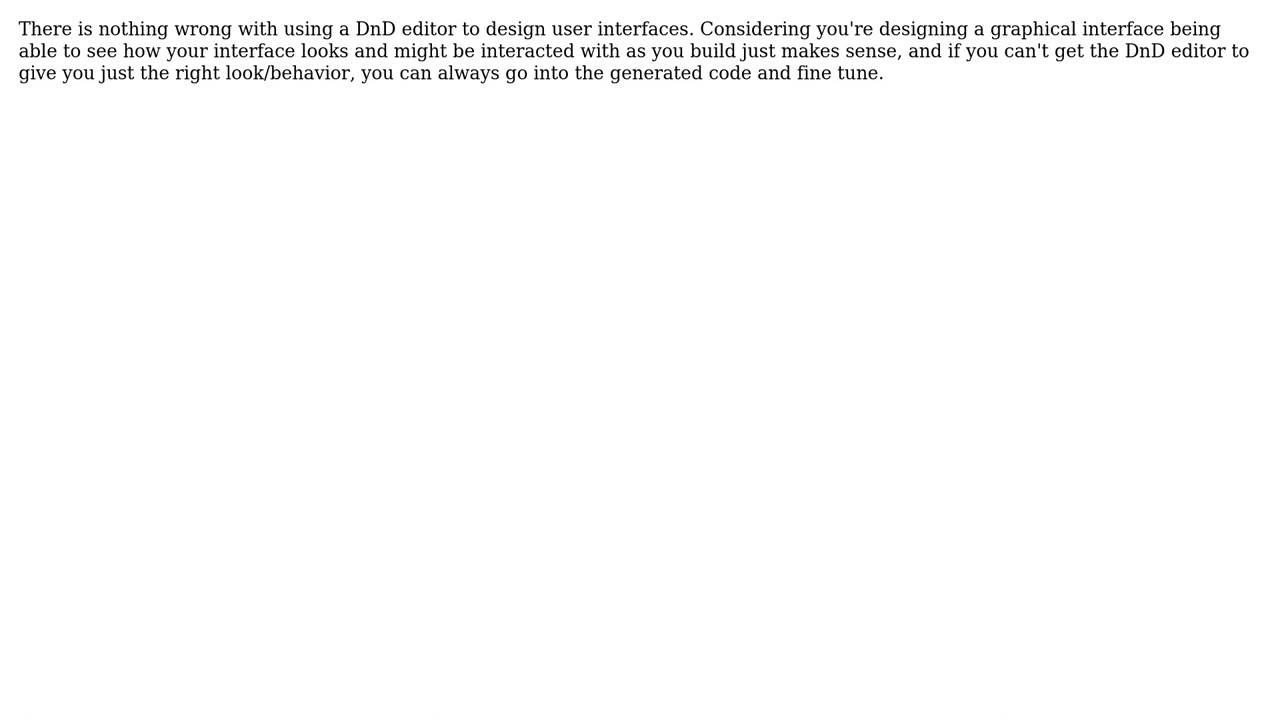 There is nothing wrong with using a DnD editor to design user interfaces. Considering you're designing a graphical interface being
able to see how your interface looks and might be interacted with as you build just makes sense, and if you can't get the DnD editor to
give you just the right look/behavior, you can always go into the generated code and fine tune.